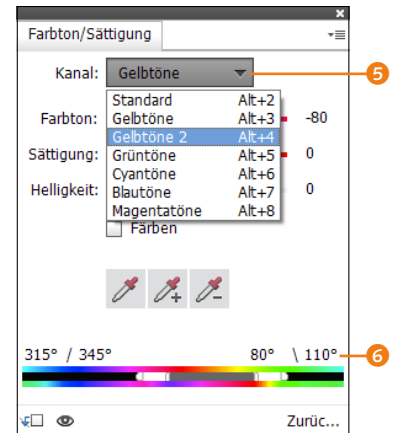 Farbton/Sättigung
Kanal: Gelbtöne 5
Standard Alt+2
Farbton: Gelbtöne Alt+3 -80
Gelbtöne 2 Alt+4
Sättigung: Grüntöne Alt+5 0
Cyantöne Alt+6
Helligkeit: Blautöne Alt+7 0
Magentatöne Alt+8
Färben
315° / 345° 80° \ 110° 6
Zurüc...